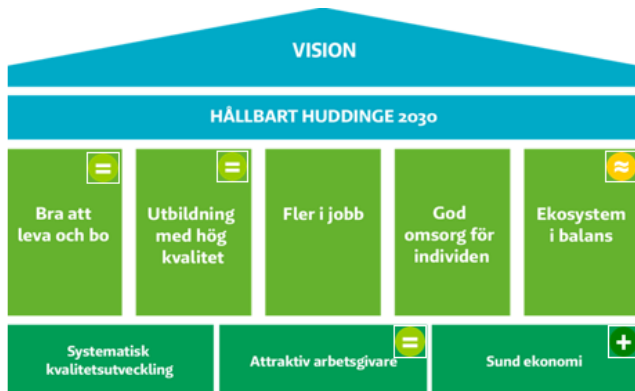 VISION
HÅLLBART HUDDINGE 2030
=
=
≈
Bra att
leva och bo
Utbildning
med hög
kvalitet
Fler i jobb
God
omsorg för
individen
Ekosystem
i balans
Systematisk
kvalitetsutveckling
=
Attraktiv arbetsgivare
+
Sund ekonomi